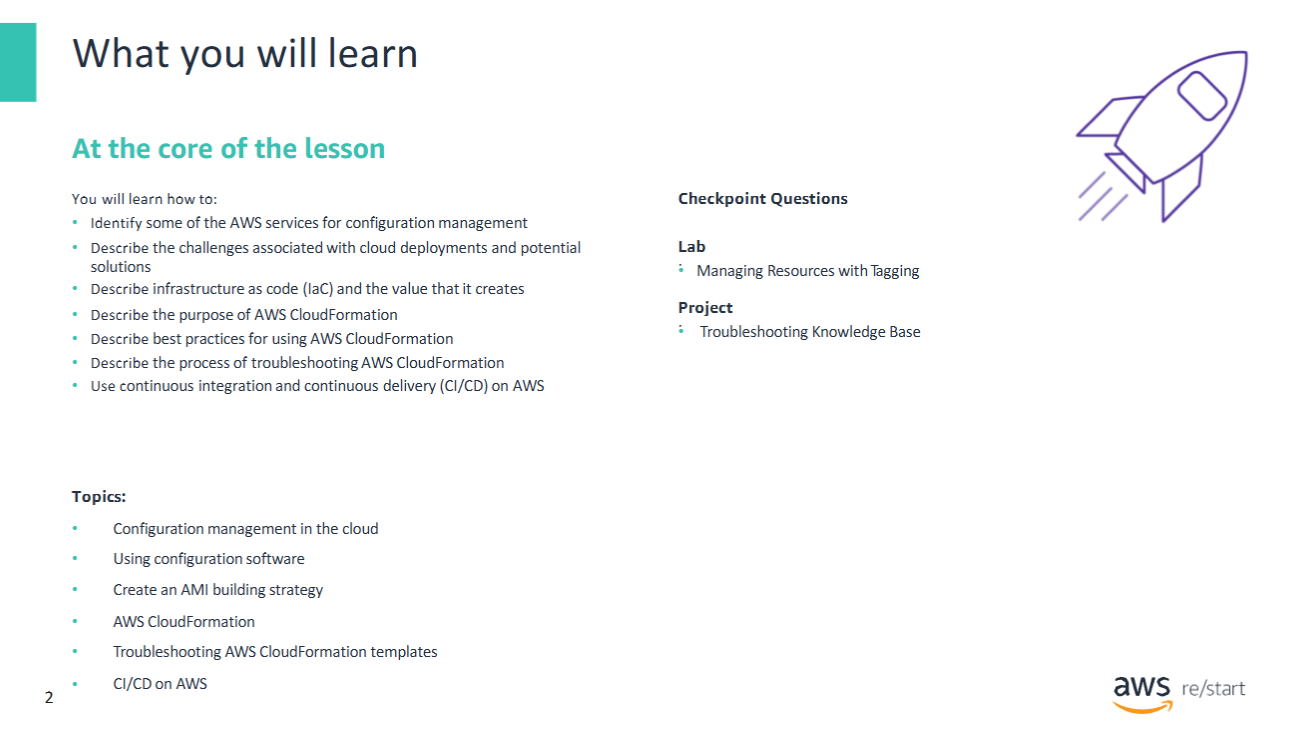 What you will learn
At the core of the lesson
You will learn how to:
• Identify some of the AWS services for configuration management
• Describe the challenges associated with cloud deployments and potential
solutions
• Describe infrastructure as code (IaC) and the value that it creates
• Describe the purpose of AWS CloudFormation
• Describe best practices for using AWS CloudFormation
• Describe the process of troubleshooting AWS CloudFormation
• Use continuous integration and continuous delivery (CI/CD) on AWS
Checkpoint Questions
Lab
• Managing Resources with Tagging
Project
• Troubleshooting Knowledge Base
Topics:
• Configuration management in the cloud
• Using configuration software
• Create an AMI building strategy
• AWS CloudFormation
• Troubleshooting AWS CloudFormation templates
• CI/CD on AWS
2
aws re/start